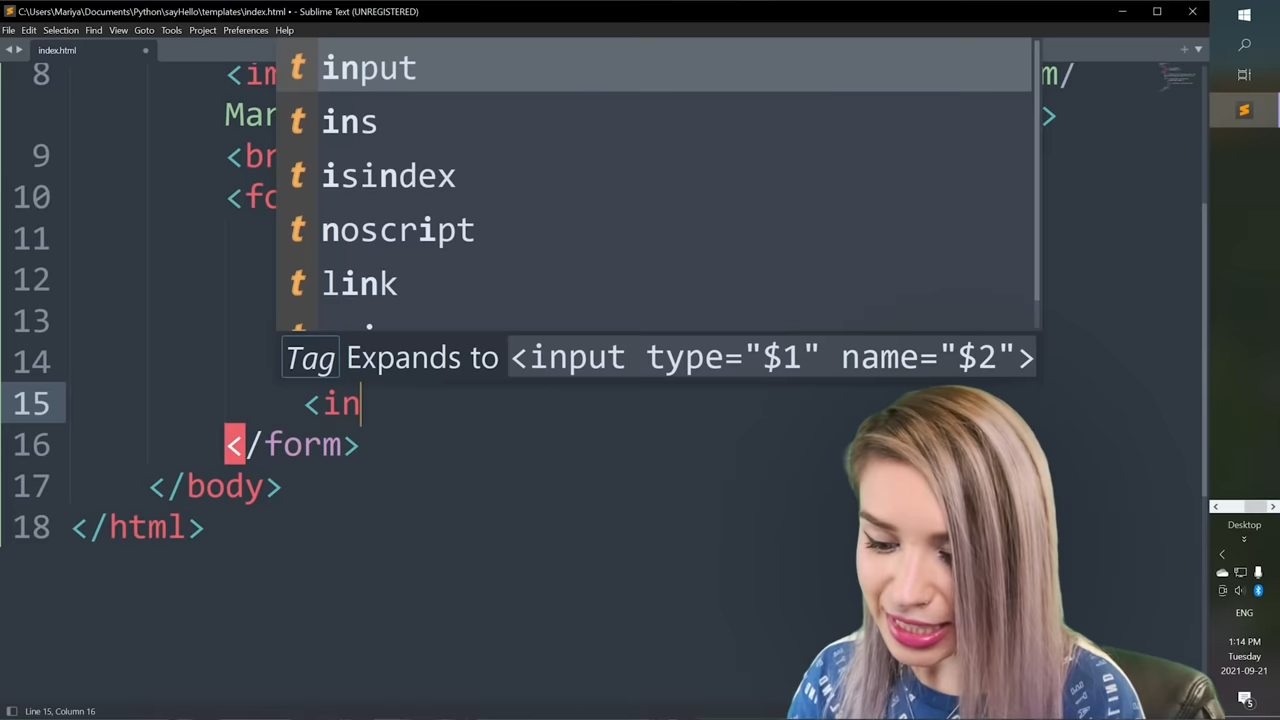 C:\Users\Mariya\Documents\Python\sayHello\templates\index.html • - Sublime Text (UNREGISTERED)
File Edit Selection Find View Goto Tools Project Preferences Help
index.html
8 <im m/
Mar >
9 <br
10 <fo
11
12
13
14
15 <in
16 </form>
17 </body>
18 </html>
input
ins
isindex
noscript
link
Tag Expands to <input type="$1" name="$2">
Line 15, Column 16
Desktop
ENG
1:14 PM
Tuesday
2021-09-21
5